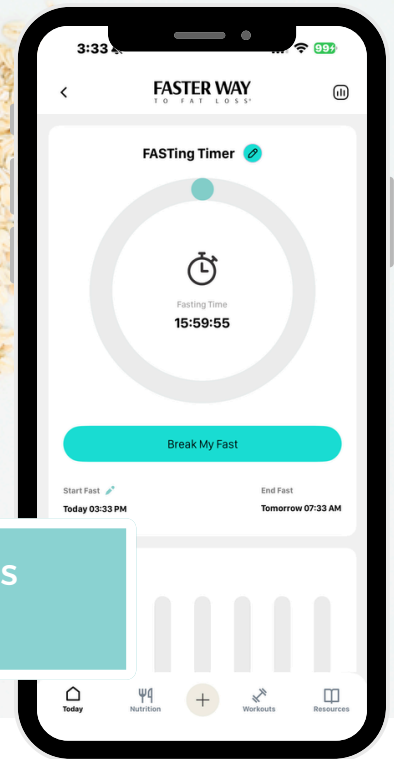 3:33
99+
FASTER WAY
TO FAT LOSS®
FASTing Timer
Fasting Time
15:59:55
Break My Fast
Start Fast
End Fast
Today 03:33 PM
Tomorrow 07:33 AM
s
Today
Nutrition
+
Workouts
Resources